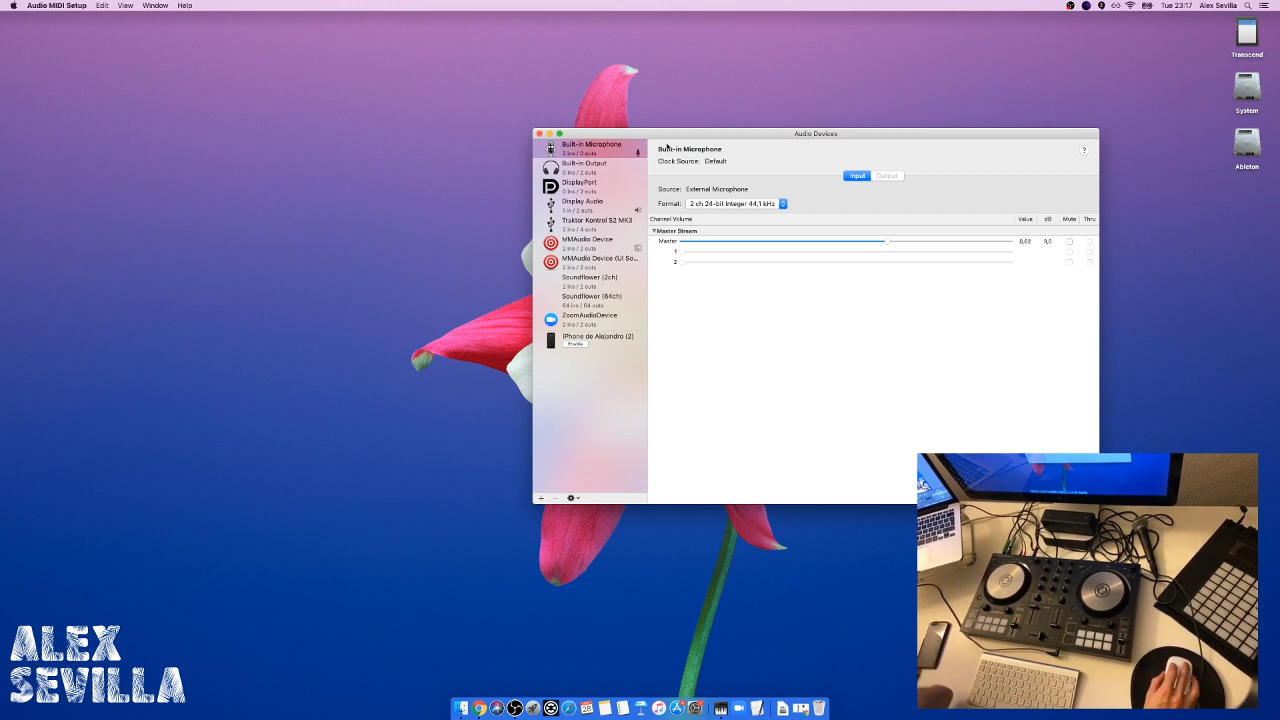 Audio MIDI Setup Edit View Window Help
Tue 23:17 Alex Sevilla
Transcend
System
Ableton
Audio Devices
Built-in Microphone
2 ins / 0 outs
Built-in Output
0 ins / 2 outs
DisplayPort
0 ins / 2 outs
Display Audio
1 in / 2 outs
Traktor Kontrol S2 MK3
2 ins / 4 outs
MMAudio Device
2 ins / 2 outs
MMAudio Device (UI So...
2 ins / 2 outs
Soundflower (2ch)
2 ins / 2 outs
Soundflower (64ch)
64 ins / 64 outs
ZoomAudioDevice
2 ins / 2 outs
iPhone de Alejandro (2)
Enable
Built-in Microphone
Clock Source: Default
?
Input Output
Source: External Microphone
Format: 2 ch 24-bit Integer 44,1 kHz
Channel Volume Value dB Mute Thru
Master Stream
Master 0,62 3,0
1
2
ALEX
SEVILLA